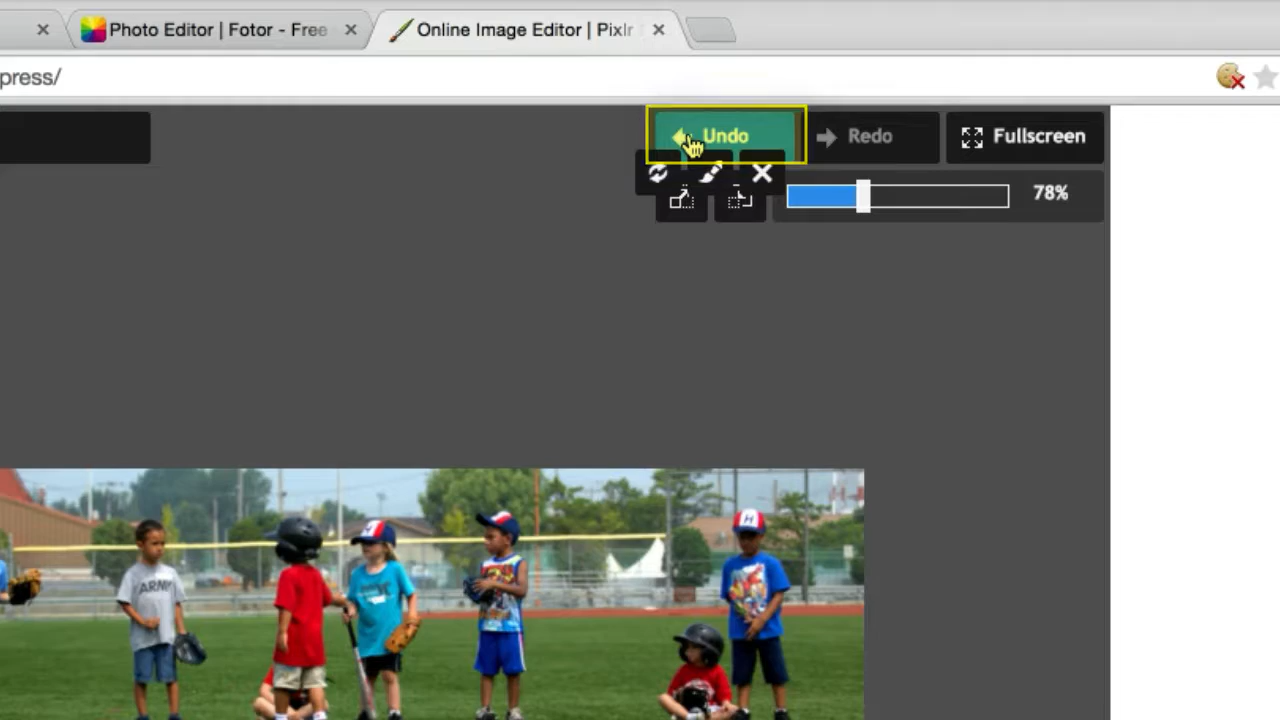 Photo Editor | Fotor - Free
Online Image Editor | Pixlr
press/
Undo
Redo
Fullscreen
78%
ARMY
H